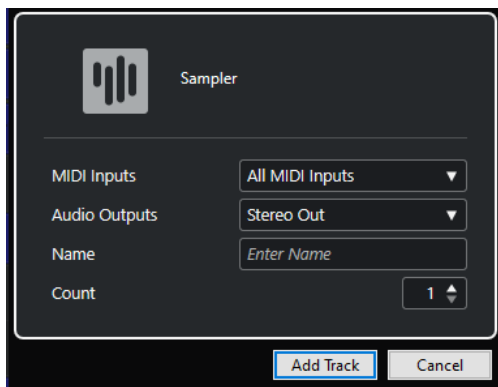 Sampler
MIDI Inputs All MIDI Inputs
Audio Outputs Stereo Out
Name Enter Name
Count 1
Add Track Cancel